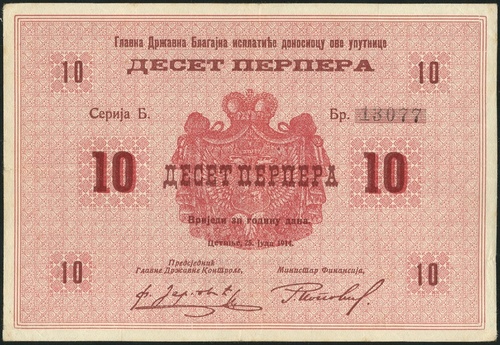 Главна Државна Благајна исплатиће доносиоцу ове упутнице
10 ДЕСЕТ ПЕРПЕРА 10
Серија Б. Бр. 13077
10 ДЕСЕТ ПЕРПЕРА 10
Вриједи за годину дана.
Цетиње, 25. Јула 1914.
Предсједник
Главне Државне Контроле, Министар Финансија,
10 10